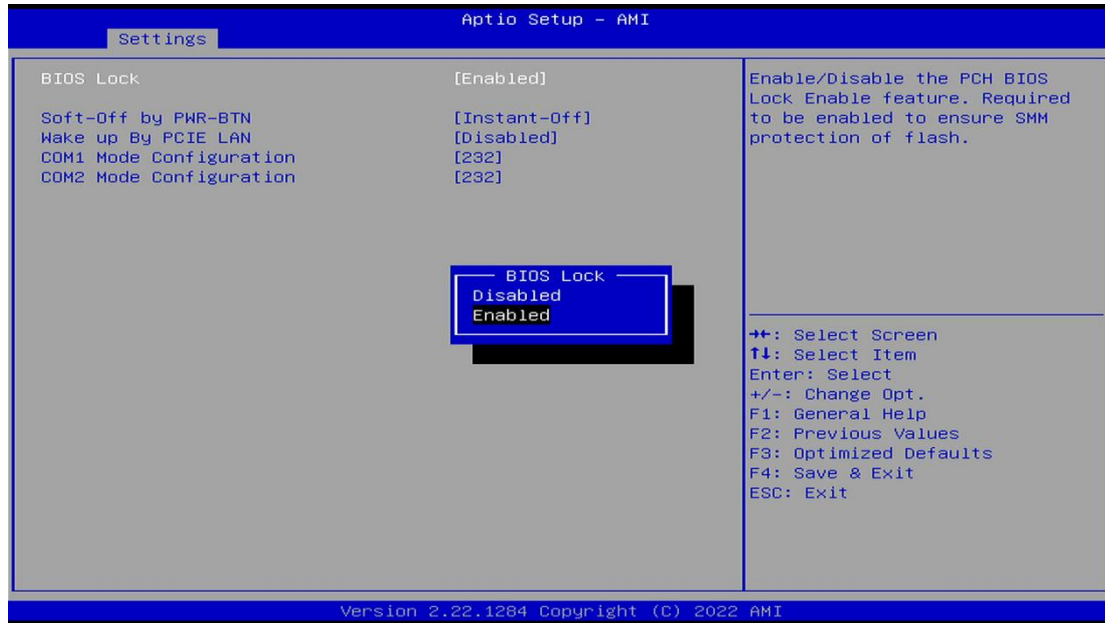 Aptio Setup – AMI
Settings
BIOS Lock [Enabled]
Soft-Off by PWR-BTN [Instant-Off]
Wake up By PCIE LAN [Disabled]
COM1 Mode Configuration [232]
COM2 Mode Configuration [232]
BIOS Lock
Disabled
Enabled
Enable/Disable the PCH BIOS
Lock Enable feature. Required
to be enabled to ensure SMM
protection of flash.
→←: Select Screen
↑↓: Select Item
Enter: Select
+/-: Change Opt.
F1: General Help
F2: Previous Values
F3: Optimized Defaults
F4: Save & Exit
ESC: Exit
Version 2.22.1284 Copyright (C) 2022 AMI